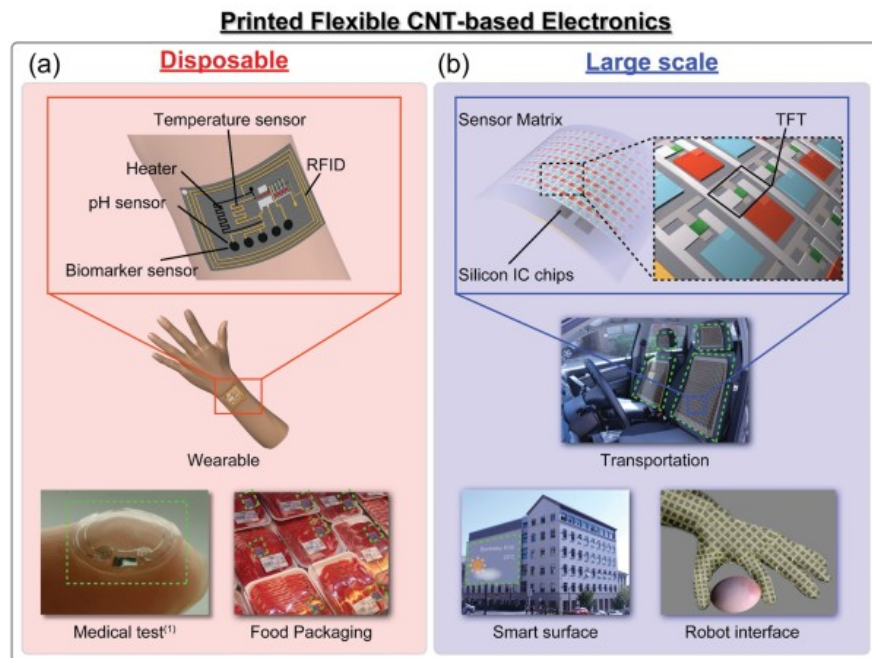 Printed Flexible CNT-based Electronics
(a)
Disposable
Temperature sensor
Heater
RFID
pH sensor
Biomarker sensor
Wearable
Medical test(1)
Food Packaging
(b)
Large scale
Sensor Matrix
TFT
Silicon IC chips
Transportation
Smart surface
Robot interface